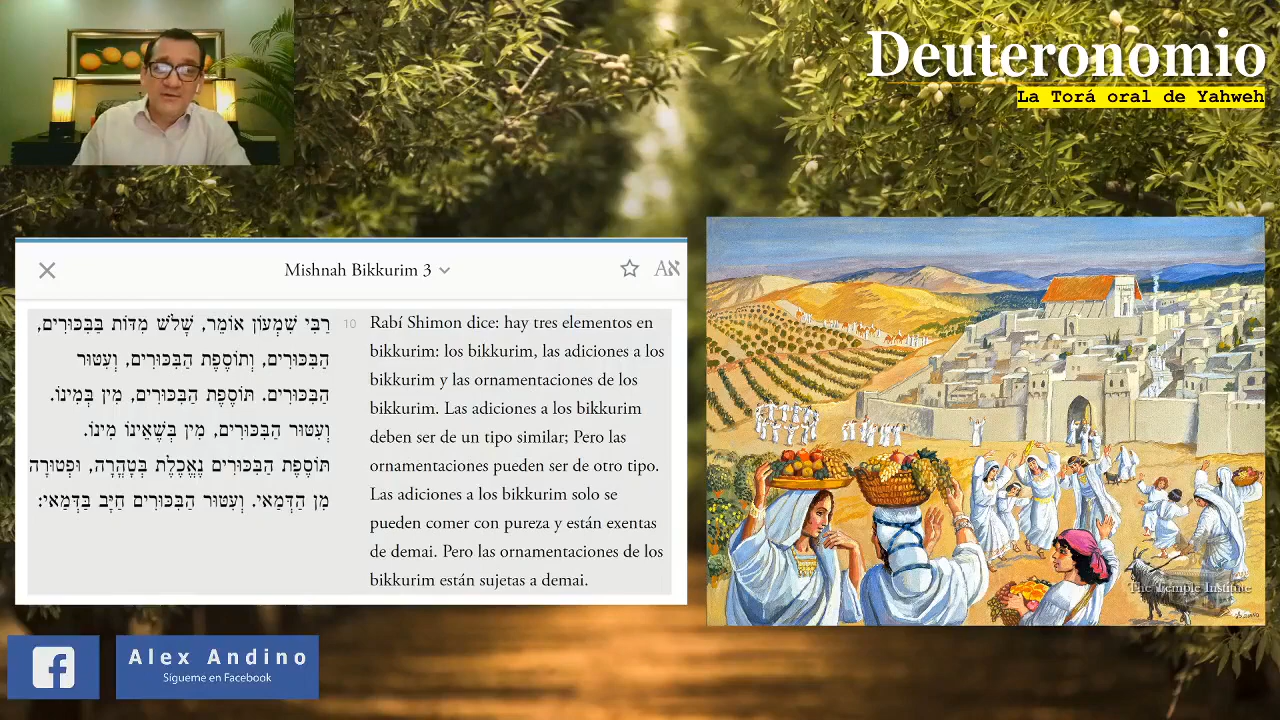 Deuteronomio
La Torá oral de Yahweh
Mishnah Bikkurim 3
Aא
רַבִּי שִׁמְעוֹן אוֹמֵר, שָׁלֹשׁ מִדּוֹת בַּבִּכּוּרִים,
הַבִּכּוּרִים, וְתוֹסֶפֶת הַבִּכּוּרִים, וְעִטּוּר
הַבִּכּוּרִים. תּוֹסֶפֶת הַבִּכּוּרִים, מִין בְּמִינוֹ.
וְעִטּוּר הַבִּכּוּרִים, מִין בְּשֶׁאֵינוֹ מִינוֹ.
תּוֹסֶפֶת הַבִּכּוּרִים נֶאֱכֶלֶת בְּטָהֳרָה, וּפְטוּרָה
מִן הַדְּמַאי. וְעִטּוּר הַבִּכּוּרִים חַיָּב בַּדְּמַאי:
10
Rabí Shimon dice: hay tres elementos en
bikkurim: los bikkurim, las adiciones a los
bikkurim y las ornamentaciones de los
bikkurim. Las adiciones a los bikkurim
deben ser de un tipo similar; Pero las
ornamentaciones pueden ser de otro tipo.
Las adiciones a los bikkurim solo se
pueden comer con pureza y están exentas
de demai. Pero las ornamentaciones de los
bikkurim están sujetas a demai.
The Temple Institute
f
Alex Andino
Sígueme en Facebook